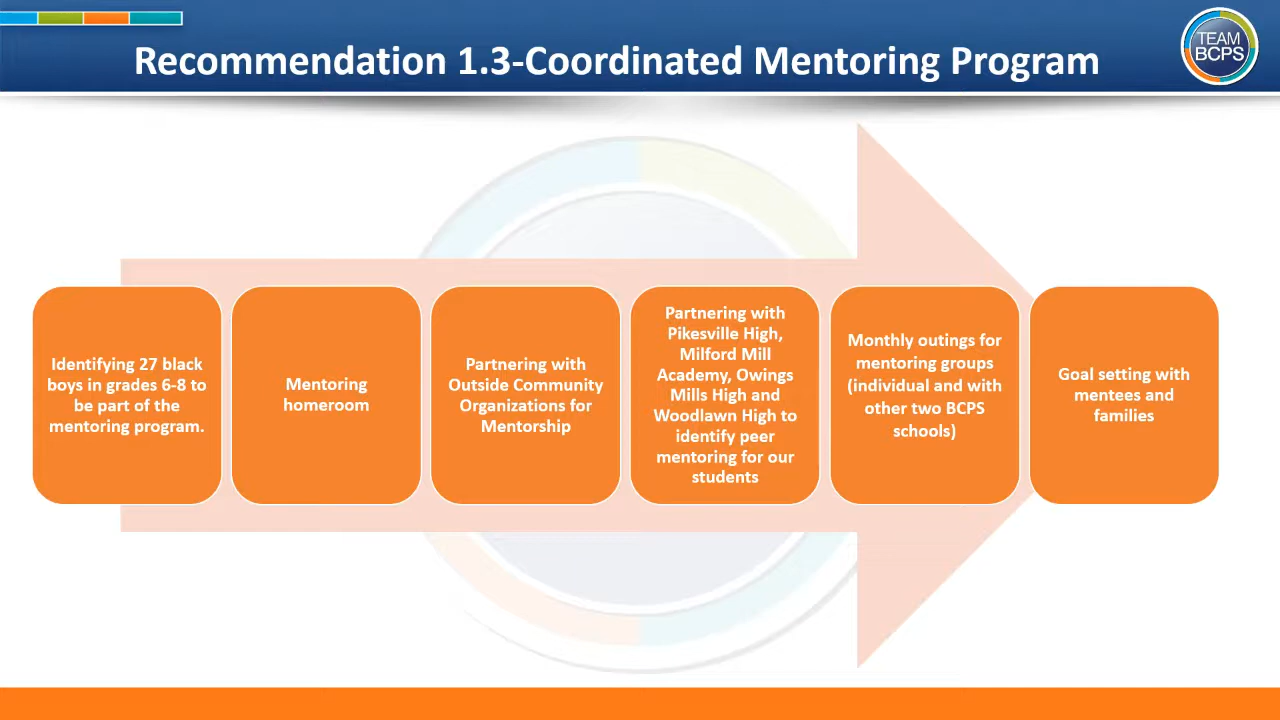 Recommendation 1.3-Coordinated Mentoring Program
TEAM
BCPS
Identifying 27 black
boys in grades 6-8 to
be part of the
mentoring program.
Mentoring
homeroom
Partnering with
Outside Community
Organizations for
Mentorship
Partnering with
Pikesville High,
Milford Mill
Academy, Owings
Mills High and
Woodlawn High to
identify peer
mentoring for our
students
Monthly outings for
mentoring groups
(individual and with
other two BCPS
schools)
Goal setting with
mentees and
families